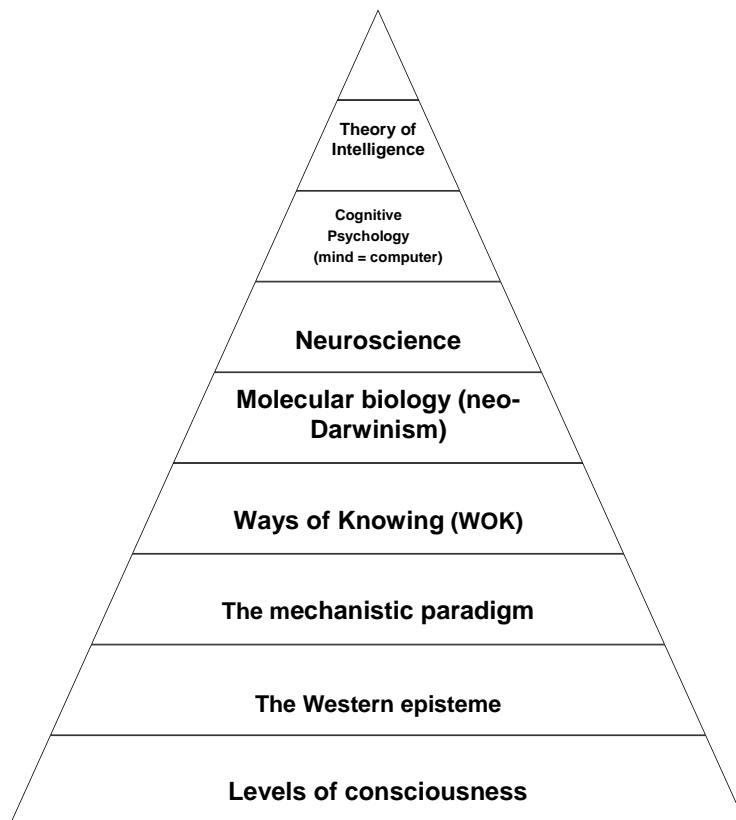 Theory of
Intelligence
Cognitive
Psychology
(mind = computer)
Neuroscience
Molecular biology (neo-
Darwinism)
Ways of Knowing (WOK)
The mechanistic paradigm
The Western episteme
Levels of consciousness